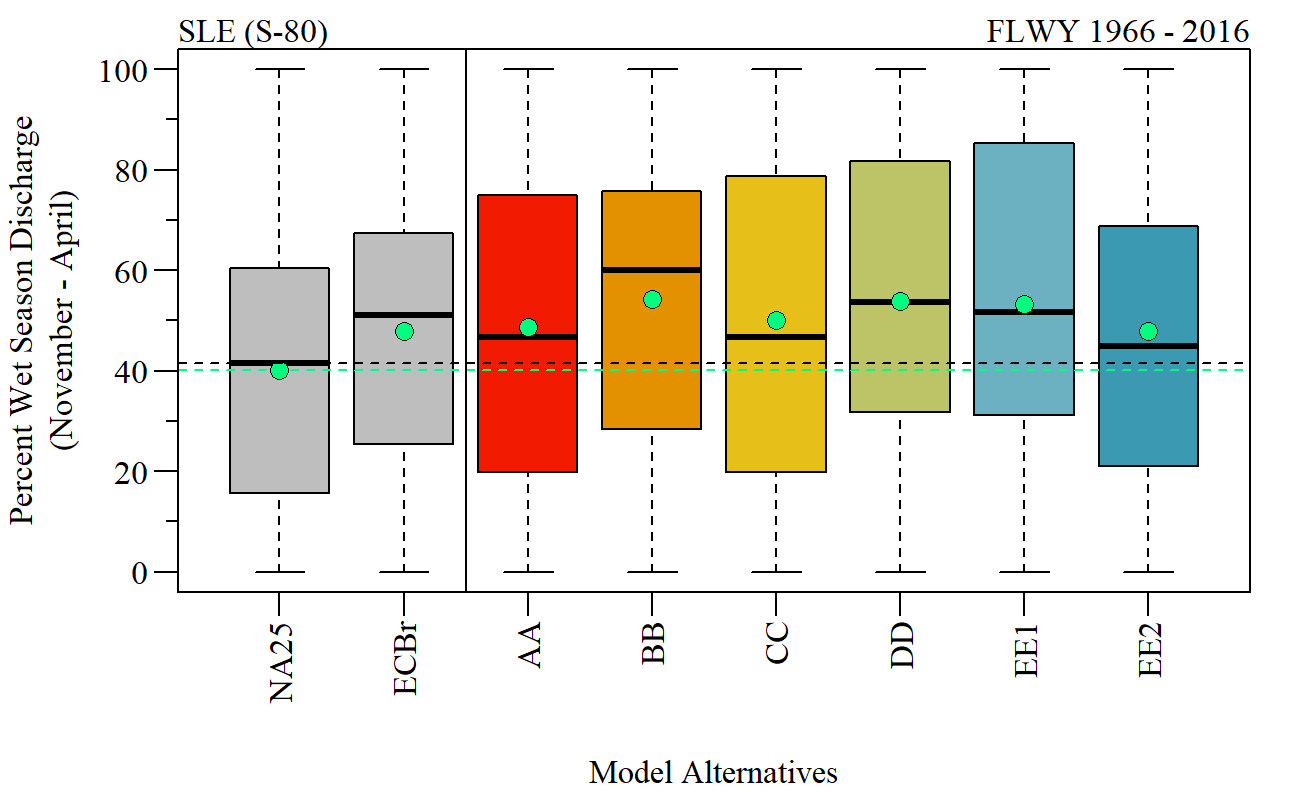 SLE (S-80)
FLWY 1966 - 2016
Percent Wet Season Discharge
(November - April)
100
80
60
40
20
0
NA25
ECBr
AA
BB
CC
DD
EE1
EE2
Model Alternatives